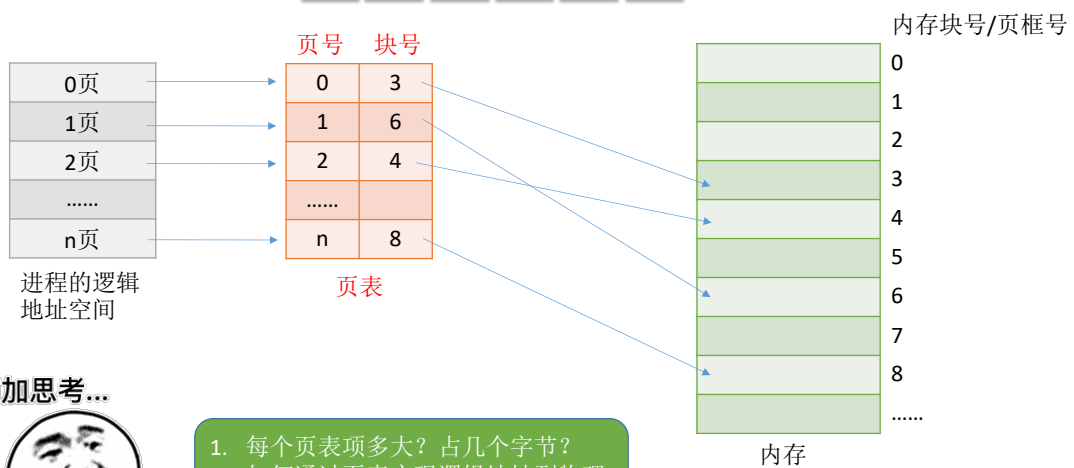 内存块号/页框号
页号 块号
0页 0 3 0
1页 1 6 1
2页 2 4 2
3
…… …… 4
n页 n 8 5
进程的逻辑
地址空间
页表
6
7
8
……
内存
加思考...
1. 每个页表项多大？占几个字节？